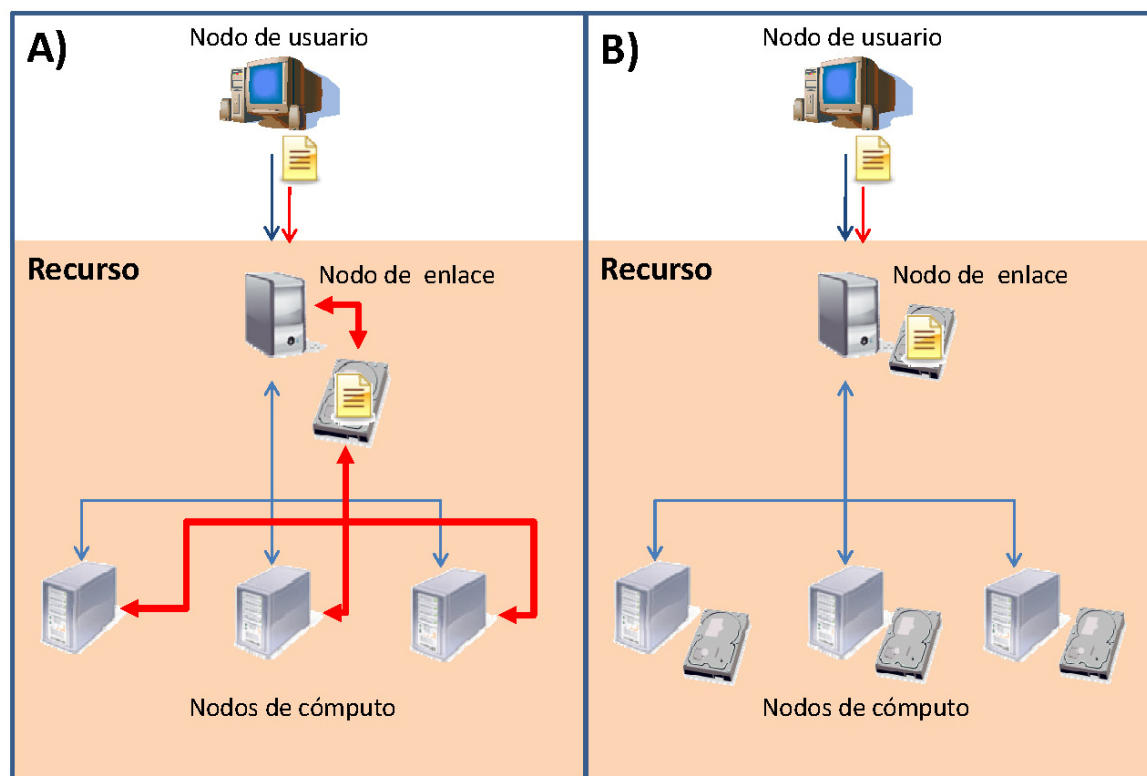 A)
Nodo de usuario
Recurso
Nodo de enlace
Nodos de cómputo
B)
Nodo de usuario
Recurso
Nodo de enlace
Nodos de cómputo